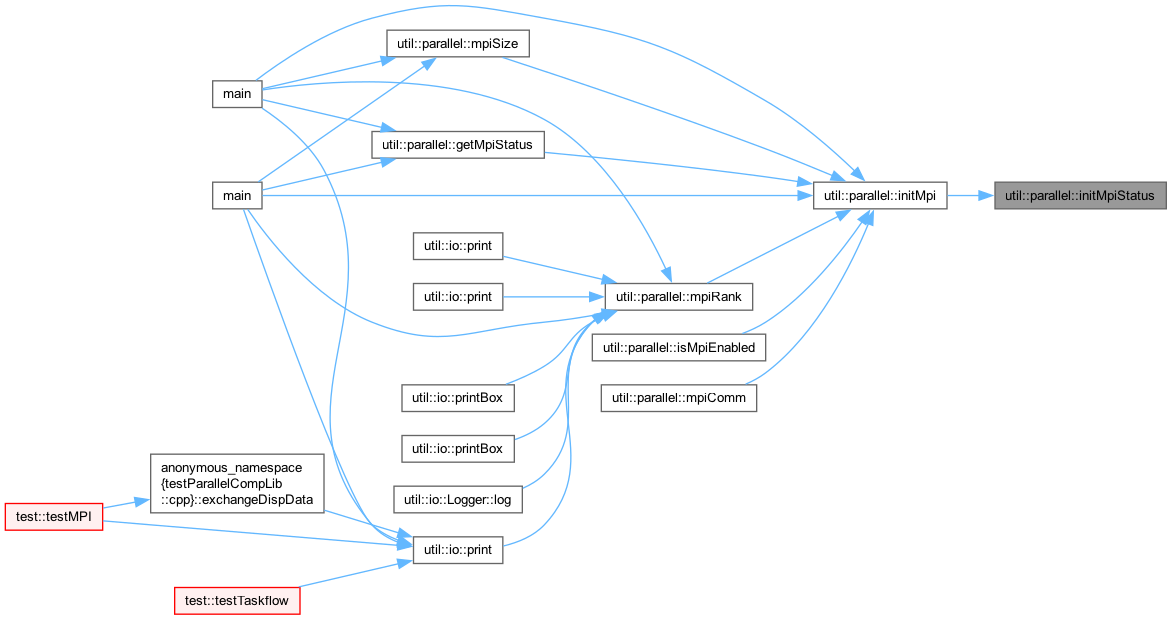 util::parallel::mpiSize
main
util::parallel::getMpiStatus
main
util::parallel::initMpi
util::parallel::initMpiStatus
util::io::print
util::io::print
util::parallel::mpiRank
util::parallel::isMpiEnabled
util::io::printBox
util::parallel::mpiComm
util::io::printBox
anonymous_namespace
{testParallelCompLib
::cpp}::exchangeDispData
util::io::Logger::log
test::testMPI
util::io::print
test::testTaskflow